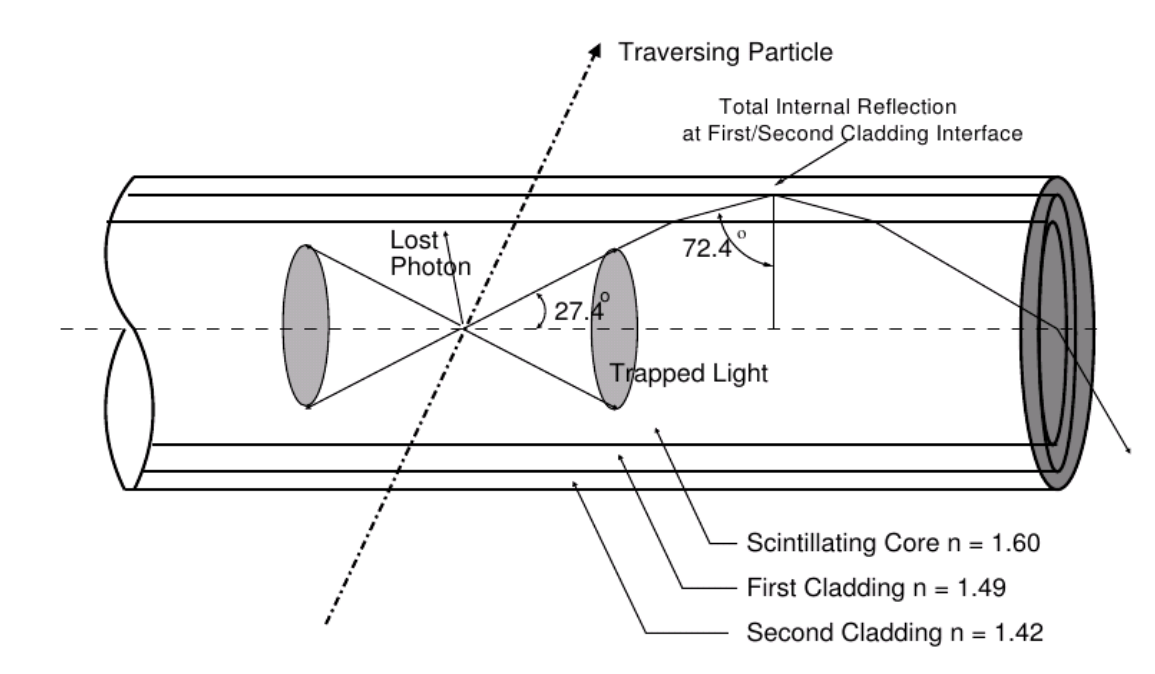 Traversing Particle
Total Internal Reflection
at First/Second Cladding Interface
Lost
Photon
72.4°
27.4°
Trapped Light
Scintillating Core n = 1.60
First Cladding n = 1.49
Second Cladding n = 1.42